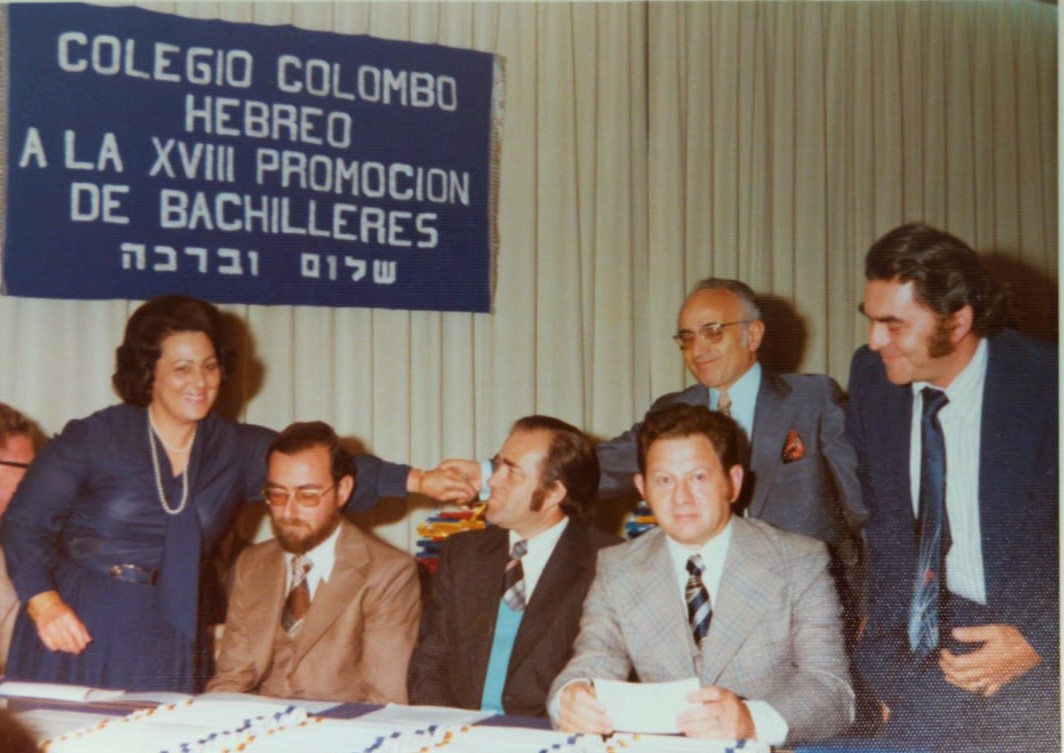 COLEGIO COLOMBO
HEBREO
A LA XVIII PROMOCION
DE BACHILLERES
שלום וברכה